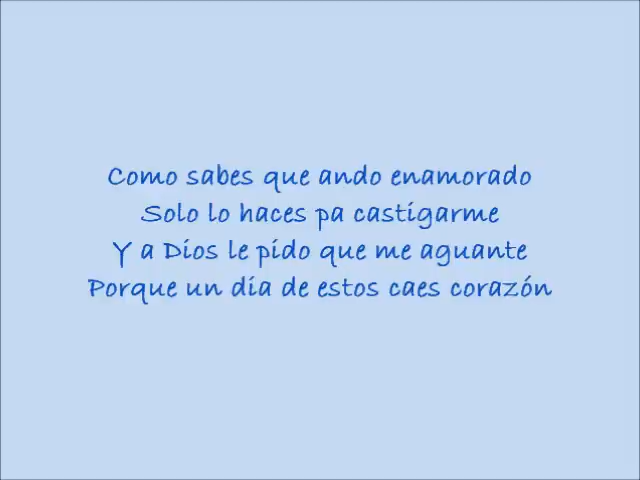 Como sabes que ando enamorado
Solo lo haces pa castigarme
Y a Dios le pido que me aguante
Porque un dia de estos caes corazón